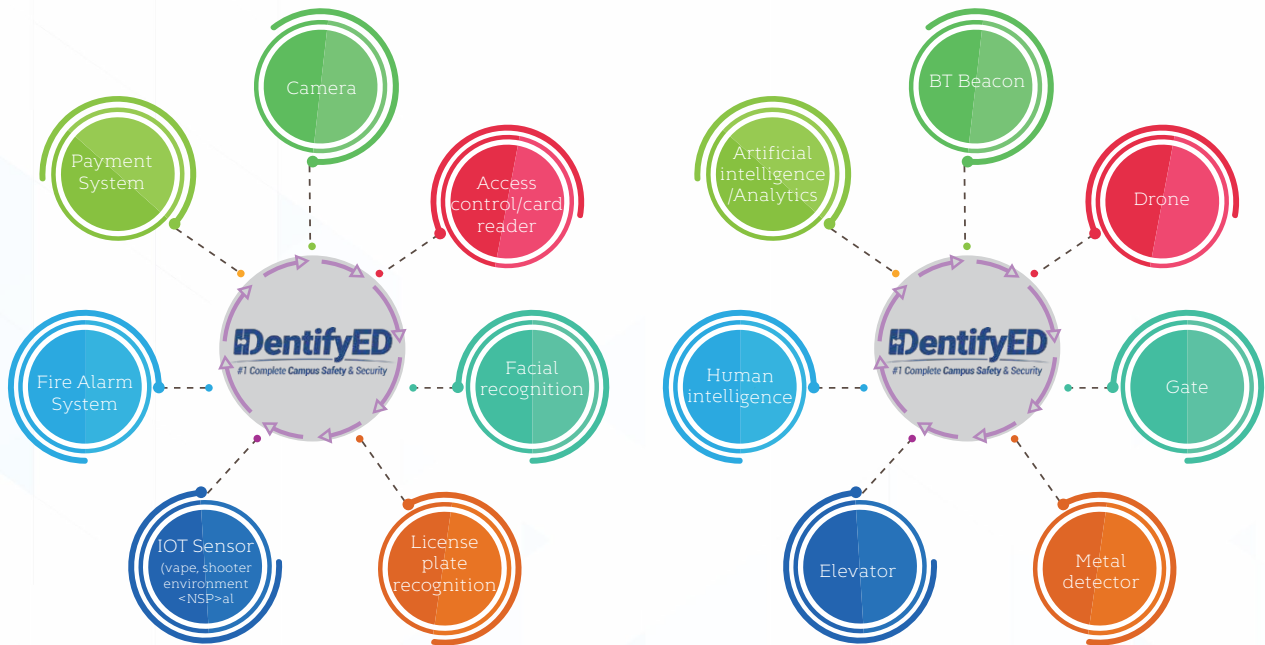 Camera
Payment
System
Access
control/card
reader
IDentifyED
#1 Complete Campus Safety & Security
Fire Alarm
System
Facial
recognition
IOT Sensor
(vape, shooter
environment
<NSP>al
License
plate
recognition
BT Beacon
Artificial
intelligence
/Analytics
Drone
IDentifyED
#1 Complete Campus Safety & Security
Human
intelligence
Gate
Elevator
Metal
detector